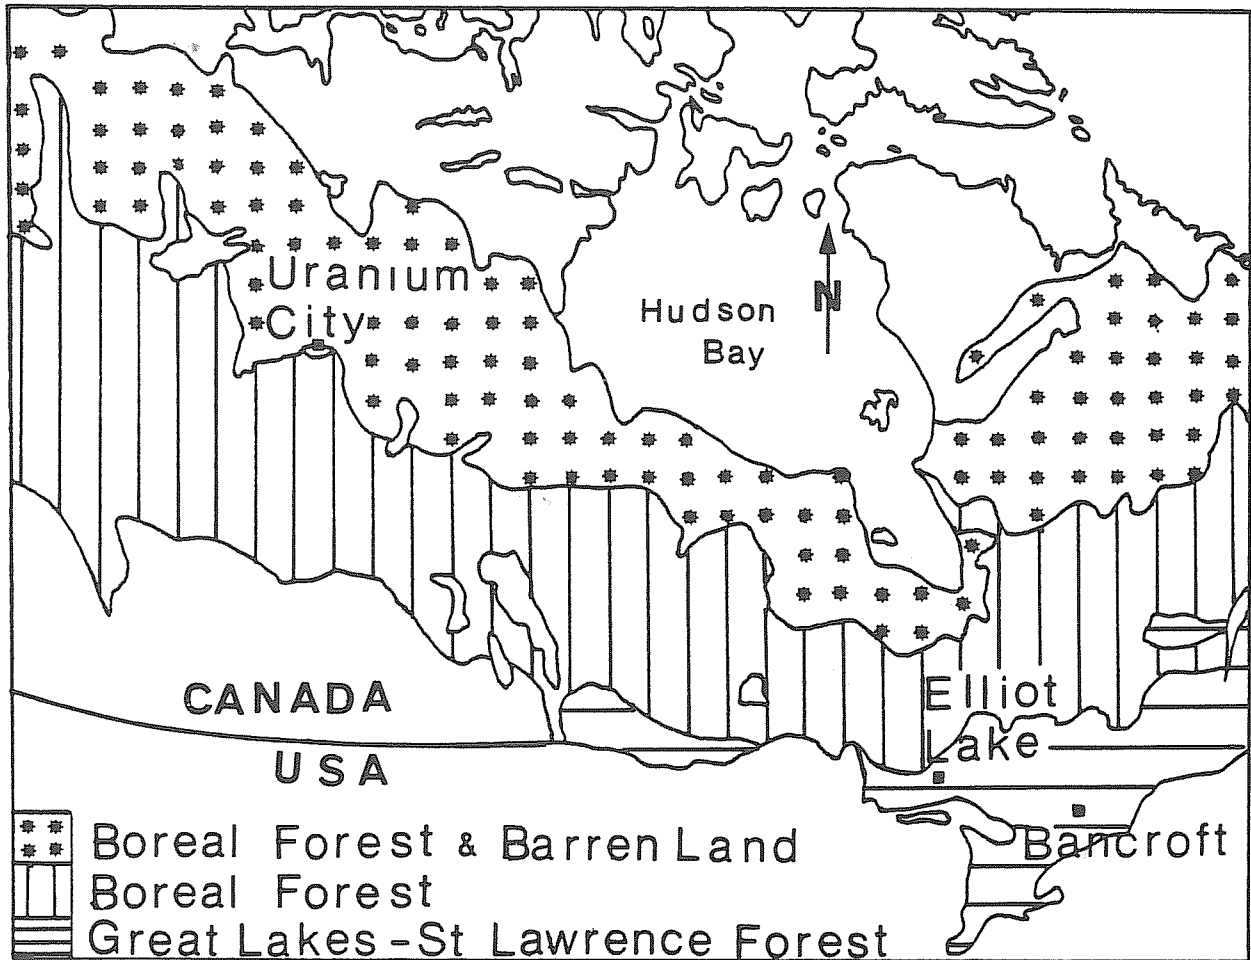 Uranium
City
Hudson
Bay
N
CANADA
USA
Elliot
Lake
Bancroft
Boreal Forest & Barren Land
Boreal Forest
Great Lakes - St Lawrence Forest